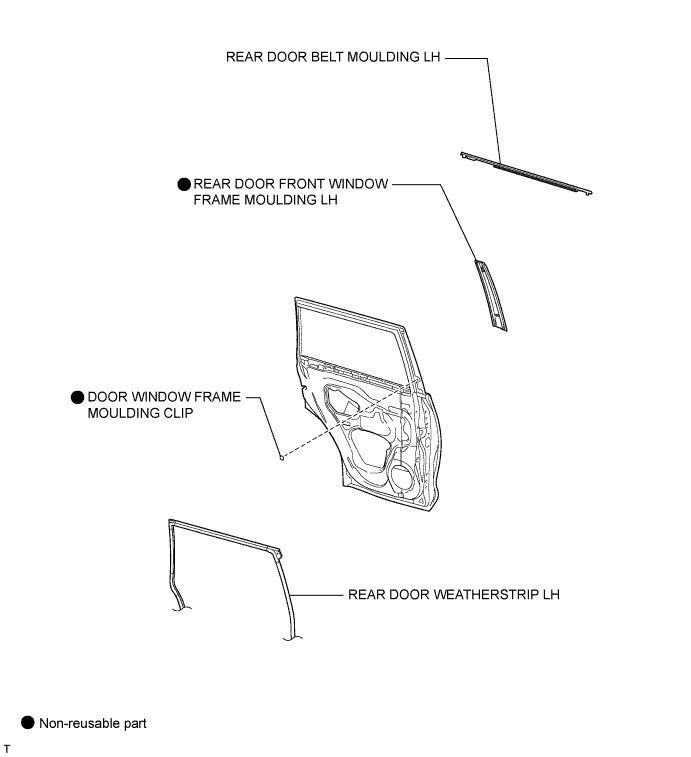 REAR DOOR BELT MOULDING LH
REAR DOOR FRONT WINDOW
FRAME MOULDING LH
DOOR WINDOW FRAME
MOULDING CLIP
REAR DOOR WEATHERSTRIP LH
Non-reusable part
T